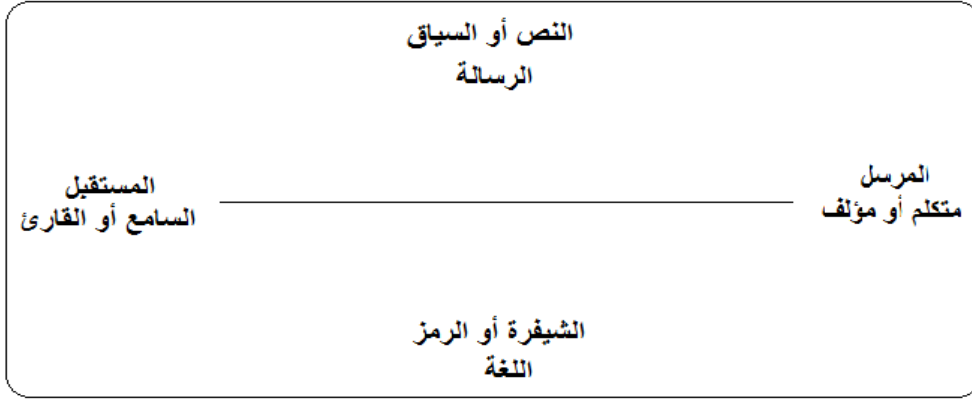 النص أو السياق
الرسالة
المرسل
متكلم أو مؤلف
المستقبل
السامع أو القارئ
الشيفرة أو الرمز
اللغة